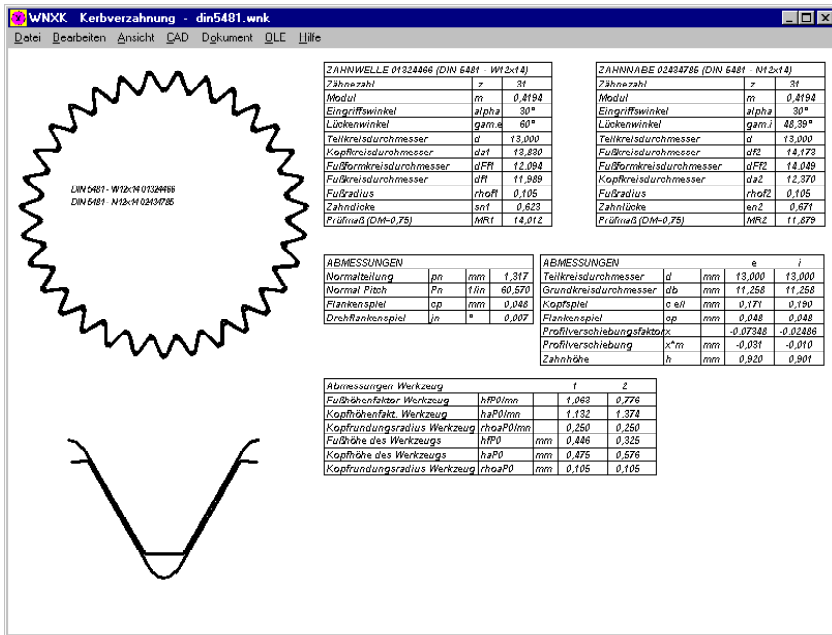 WNXK Kerbverzahnung - din5481.wnk
Datei Bearbeiten Ansicht CAD Dokument OLE Hilfe
DIN 5481 - W12x14 01324466
DIN 5481 - N12x14 02434785
ZAHNWELLE 01324466 (DIN 5481 - W12x14)
Zähnezahl z 31
Modul m 0,4194
Eingriffswinkel alpha 30°
Lückenwinkel gam.e 60°
Teilkreisdurchmesser d 13,000
Kopfkreisdurchmesser da1 13,830
Fußformkreisdurchmesser dFf1 12,094
Fußkreisdurchmesser df1 11,989
Fußradius rhof1 0,105
Zahndicke sn1 0,623
Prüfmaß (DM=0,75) MR1 14,012
ZAHNNABE 02434785 (DIN 5481 - N12x14)
Zähnezahl z 31
Modul m 0,4194
Eingriffswinkel alpha 30°
Lückenwinkel gam.i 48,39°
Teilkreisdurchmesser d 13,000
Fußkreisdurchmesser df2 14,173
Fußformkreisdurchmesser dFf2 14,049
Kopfkreisdurchmesser da2 12,370
Fußradius rhof2 0,105
Zahnlücke en2 0,671
Prüfmaß (DM=0,75) MR2 11,879
ABMESSUNGEN
Normalteilung pn mm 1,317
Normal Pitch Pn 1/in 60,570
Flankenspiel cp mm 0,048
Drehflankenspiel jn ° 0,007
ABMESSUNGEN e i
Teilkreisdurchmesser d mm 13,000 13,000
Grundkreisdurchmesser db mm 11,258 11,258
Kopfspiel c e/i mm 0,171 0,190
Flankenspiel cp mm 0,048 0,048
Profilverschiebungsfaktor x -0.07348 -0.02486
Profilverschiebung x*m mm -0,031 -0,010
Zahnhöhe h mm 0,920 0,901
Abmessungen Werkzeug 1 2
Fußhöhenfaktor Werkzeug hfP0/mn 1,063 0,776
Kopfhöhenfakt. Werkzeug haP0/mn 1.132 1.374
Kopfrundungsradius Werkzeug rhoaP0/mn 0,250 0,250
Fußhöhe des Werkzeugs hfP0 mm 0,446 0,325
Kopfhöhe des Werkzeugs haP0 mm 0,475 0,576
Kopfrundungsradius Werkzeug rhoaP0 mm 0,105 0,105